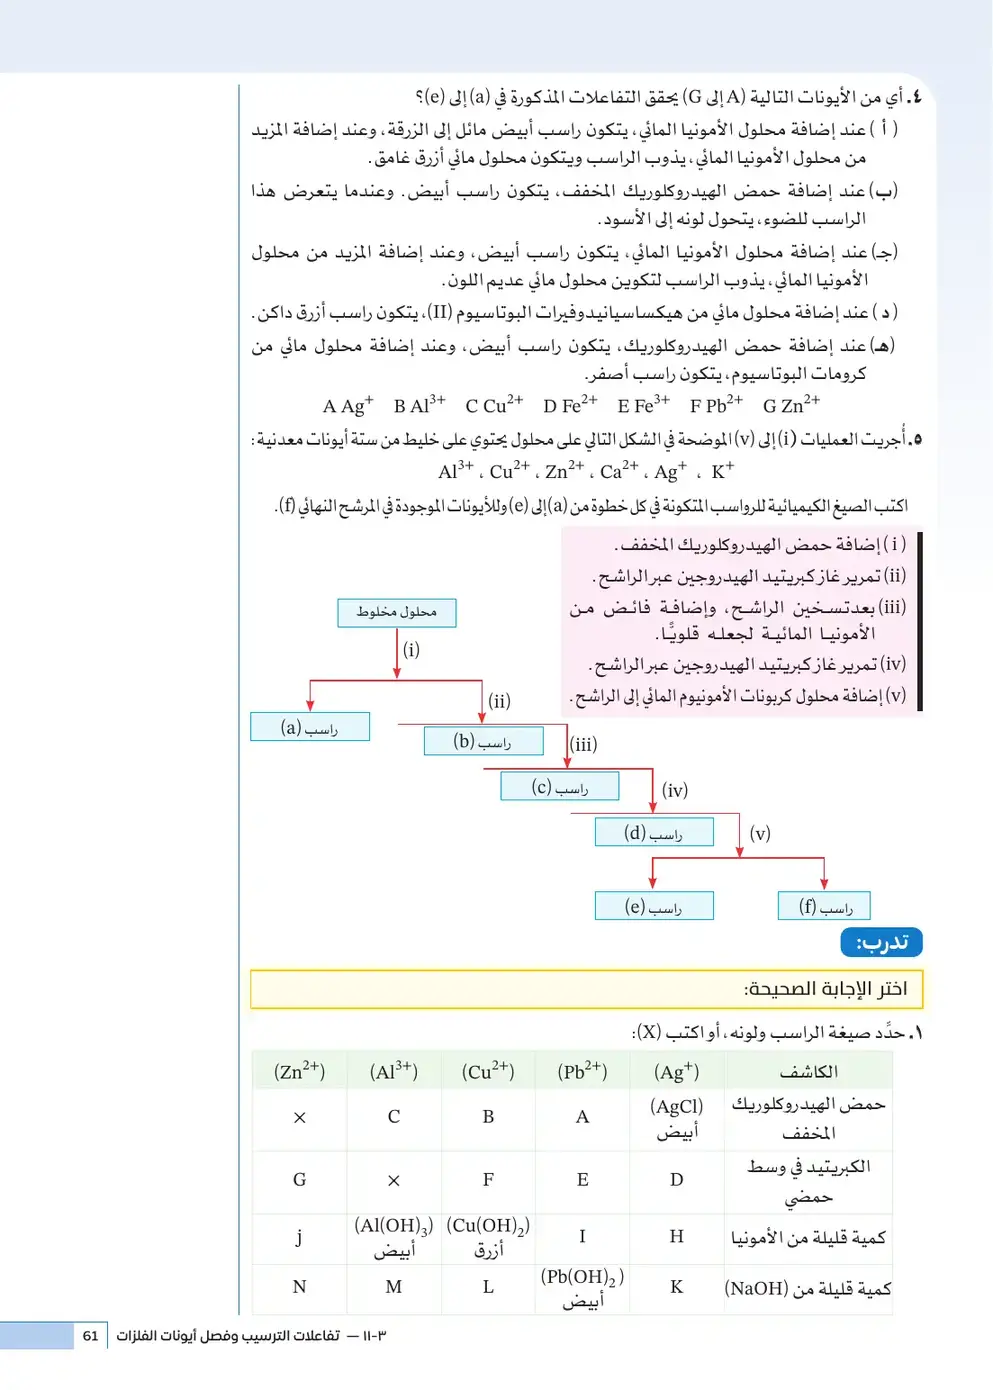 ٤. أي من الأيونات التالية (A إلى G) يحقق التفاعلات المذكورة في (a) إلى (e)؟
( أ ) عند إضافة محلول الأمونيا المائي، يتكون راسب أبيض مائل إلى الزرقة، وعند إضافة المزيد
من محلول الأمونيا المائي، يذوب الراسب ويتكون محلول مائي أزرق غامق.
(ب) عند إضافة حمض الهيدروكلوريك المخفف، يتكون راسب أبيض. وعندما يتعرض هذا
الراسب للضوء، يتحول لونه إلى الأسود.
(جـ) عند إضافة محلول الأمونيا المائي، يتكون راسب أبيض، وعند إضافة المزيد من محلول
الأمونيا المائي، يذوب الراسب لتكوين محلول مائي عديم اللون.
( د ) عند إضافة محلول مائي من هيكساسيانيدوفيرات البوتاسيوم (II)، يتكون راسب أزرق داكن.
(هـ) عند إضافة حمض الهيدروكلوريك، يتكون راسب أبيض، وعند إضافة محلول مائي من
كرومات البوتاسيوم، يتكون راسب أصفر.
A Ag⁺ B Al³⁺ C Cu²⁺ D Fe²⁺ E Fe³⁺ F Pb²⁺ G Zn²⁺
٥. أُجريت العمليات (i) إلى (v) الموضحة في الشكل التالي على محلول يحتوي على خليط من ستة أيونات معدنية:
Al³⁺ ، Cu²⁺ ، Zn²⁺ ، Ca²⁺ ، Ag⁺ ، K⁺
اكتب الصيغ الكيميائية للرواسب المتكونة في كل خطوة من (a) إلى (e) وللأيونات الموجودة في المرشح النهائي (f).
( i ) إضافة حمض الهيدروكلوريك المخفف.
(ii) تمرير غاز كبريتيد الهيدروجين عبر الراشح.
(iii) بعد تسخين الراشح، وإضافة فائض من
الأمونيا المائية لجعله قلويًّا.
(iv) تمرير غاز كبريتيد الهيدروجين عبر الراشح.
(v) إضافة محلول كربونات الأمونيوم المائي إلى الراشح.
محلول مخلوط
(i)
(ii)
راسب (a)
راسب (b)
(iii)
راسب (c)
(iv)
راسب (d)
(v)
راسب (e)
راسب (f)
تدرب:
اختر الإجابة الصحيحة:
١. حدِّد صيغة الراسب ولونه، أو اكتب (X):
الكاشف (Ag⁺) (Pb²⁺) (Cu²⁺) (Al³⁺) (Zn²⁺)
حمض الهيدروكلوريك المخفف (AgCl) أبيض A B C ×
الكبريتيد في وسط حمضي D E F × G
كمية قليلة من الأمونيا H I (Cu(OH)₂) أزرق (Al(OH)₃) أبيض j
كمية قليلة من (NaOH) K (Pb(OH)₂) أبيض L M N
٣-١١ — تفاعلات الترسيب وفصل أيونات الفلزات 61